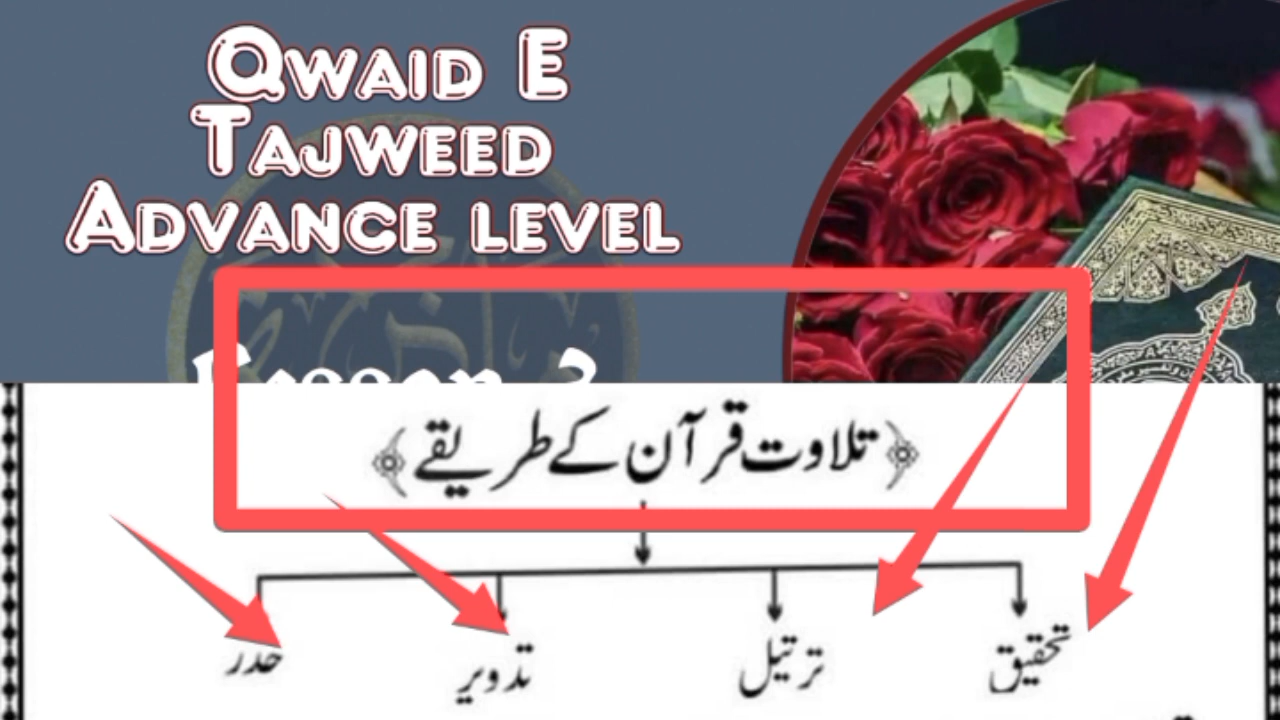 Qwaid E
Tajweed
Advance level
تلاوت قرآن کے طریقے
تحقیق
ترتیل
تدویر
حدر